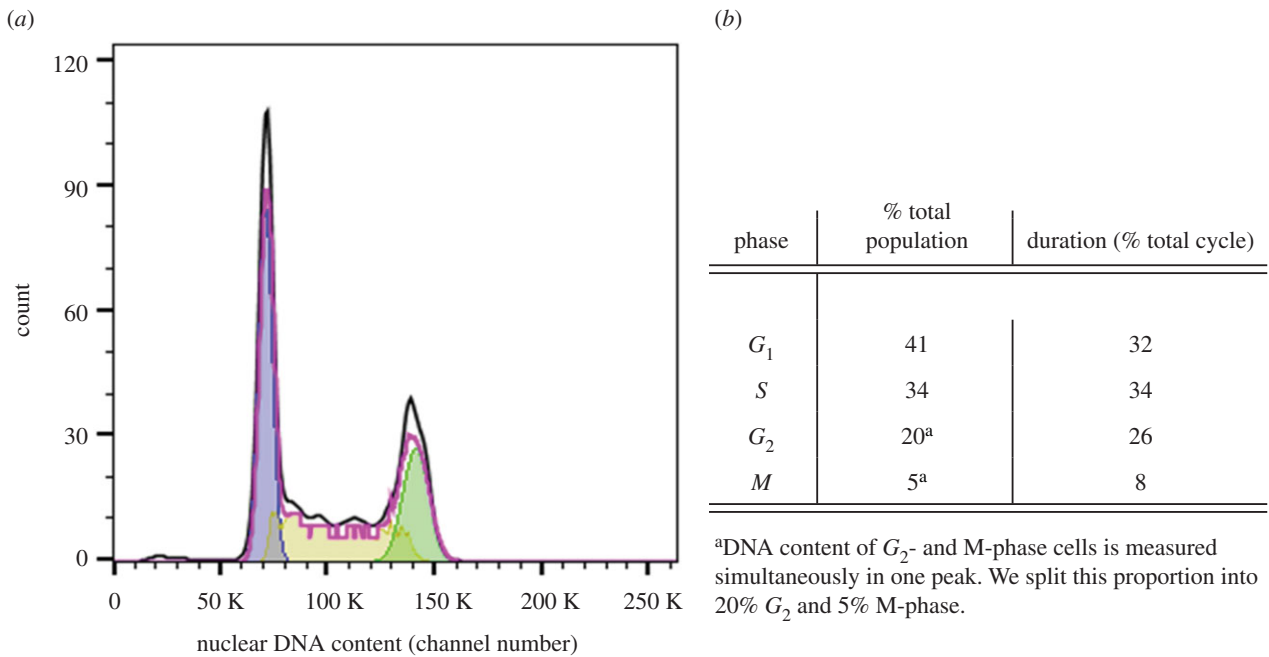 (a)
120
90
60
30
0
count
0
50 K
100 K
150 K
200 K
250 K
nuclear DNA content (channel number)
(b)
phase
% total
population
duration (% total cycle)
G1 41 32
S 34 34
G2 20a 26
M 5a 8
aDNA content of G2- and M-phase cells is measured
simultaneously in one peak. We split this proportion into
20% G2 and 5% M-phase.